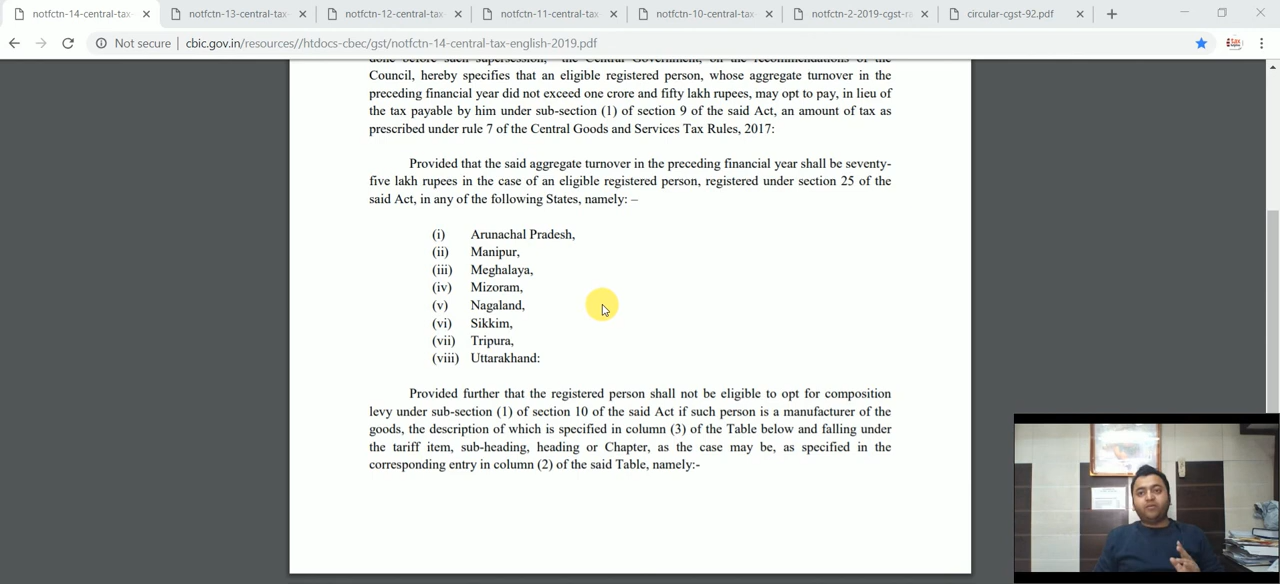 notfctn-14-central-tax
notfctn-13-central-tax-
notfctn-12-central-tax-
notfctn-11-central-tax-
notfctn-10-central-tax-
notfctn-2-2019-cgst-ra
circular-cgst-92.pdf
Not secure | cbic.gov.in/resources//htdocs-cbec/gst/notfctn-14-central-tax-english-2019.pdf
done before such supersession, the Central Government, on the recommendations of the
Council, hereby specifies that an eligible registered person, whose aggregate turnover in the
preceding financial year did not exceed one crore and fifty lakh rupees, may opt to pay, in lieu of
the tax payable by him under sub-section (1) of section 9 of the said Act, an amount of tax as
prescribed under rule 7 of the Central Goods and Services Tax Rules, 2017:
Provided that the said aggregate turnover in the preceding financial year shall be seventy-
five lakh rupees in the case of an eligible registered person, registered under section 25 of the
said Act, in any of the following States, namely: –
(i) Arunachal Pradesh,
(ii) Manipur,
(iii) Meghalaya,
(iv) Mizoram,
(v) Nagaland,
(vi) Sikkim,
(vii) Tripura,
(viii) Uttarakhand:
Provided further that the registered person shall not be eligible to opt for composition
levy under sub-section (1) of section 10 of the said Act if such person is a manufacturer of the
goods, the description of which is specified in column (3) of the Table below and falling under
the tariff item, sub-heading, heading or Chapter, as the case may be, as specified in the
corresponding entry in column (2) of the said Table, namely:-